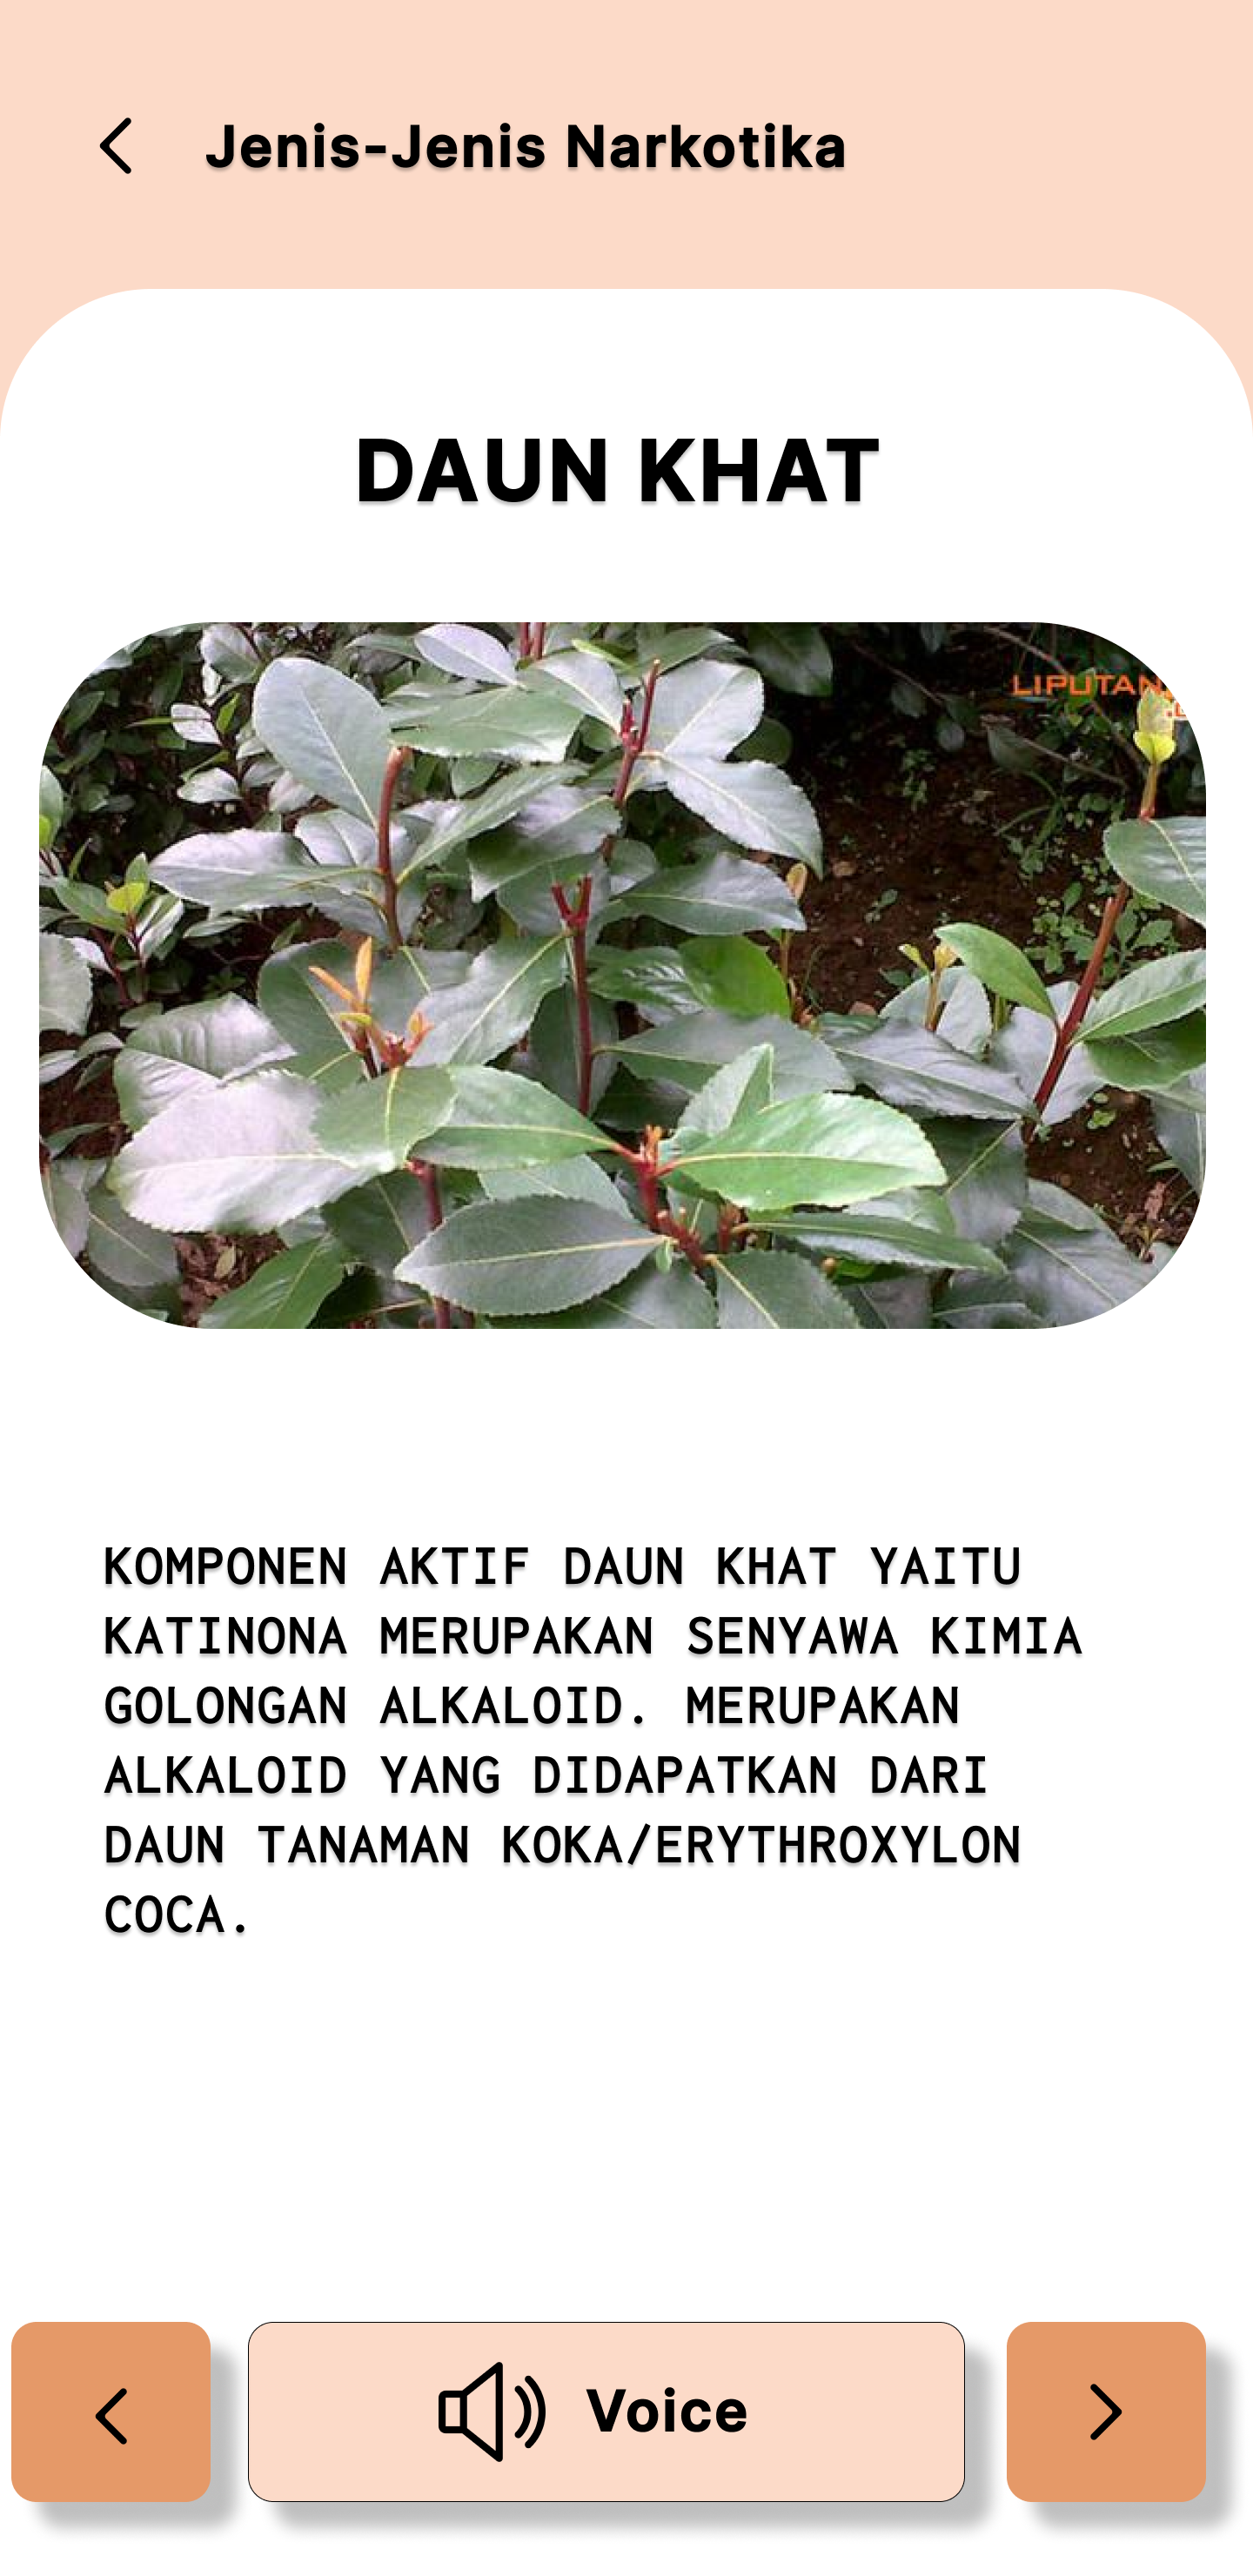 Jenis-Jenis Narkotika
DAUN KHAT
LIPUTAN
KOMPONEN AKTIF DAUN KHAT YAITU
KATINONA MERUPAKAN SENYAWA KIMIA
GOLONGAN ALKALOID. MERUPAKAN
ALKALOID YANG DIDAPATKAN DARI
DAUN TANAMAN KOKA/ERYTHROXYLON
COCA.
Voice